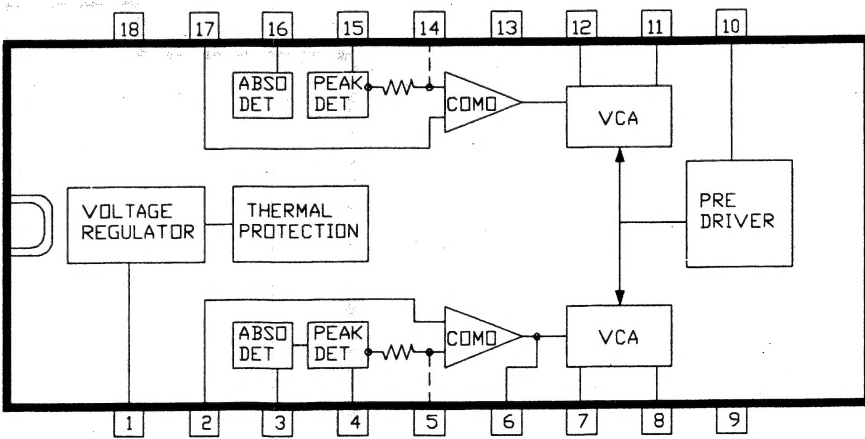 18 17 16 15 14 13 12 11 10
ABSO
DET
PEAK
DET
COMO
VCA
VOLTAGE
REGULATOR
THERMAL
PROTECTION
PRE
DRIVER
ABSO
DET
PEAK
DET
COMO
VCA
1 2 3 4 5 6 7 8 9